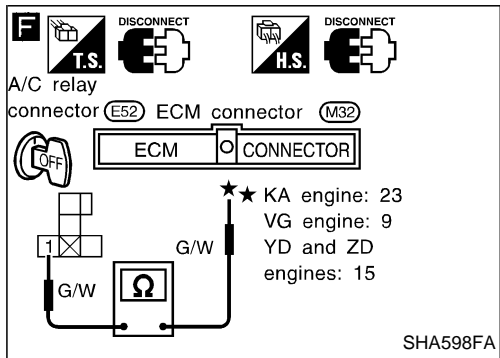 F
T.S.
DISCONNECT
H.S.
DISCONNECT
A/C relay
connector E52 ECM connector M32
OFF
ECM CONNECTOR
★ ★ KA engine: 23
VG engine: 9
YD and ZD
engines: 15
1
G/W
G/W
Ω
SHA598FA